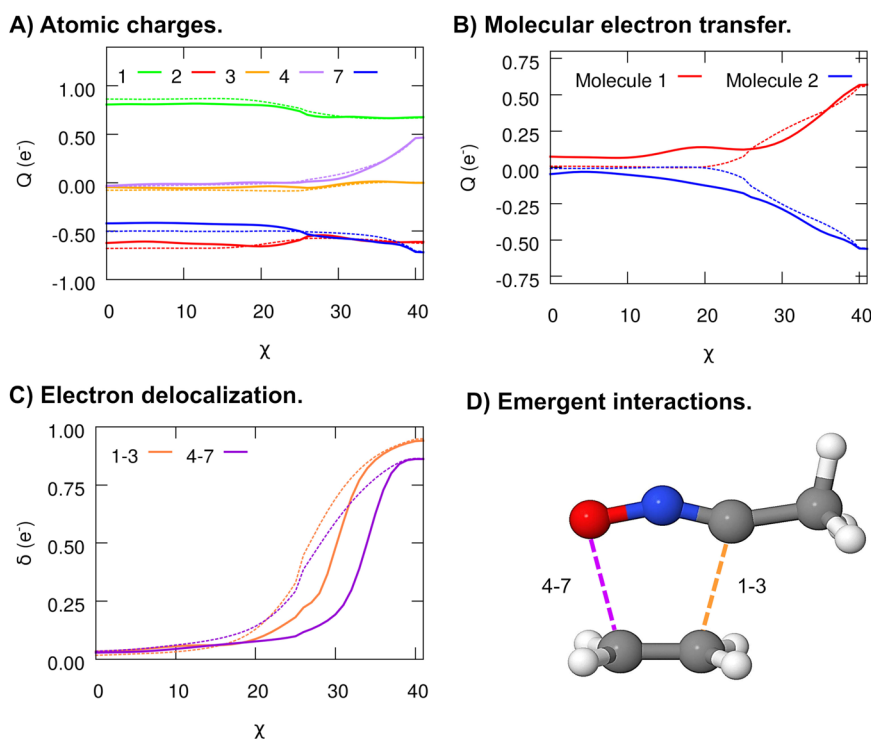 A) Atomic charges.
1 2 3 4 7
1.00
0.50
0.00
-0.50
-1.00
Q (e⁻)
0 10 20 30 40
χ
B) Molecular electron transfer.
Molecule 1 Molecule 2
0.75
0.50
0.25
0.00
-0.25
-0.50
-0.75
Q (e⁻)
0 10 20 30 40
χ
C) Electron delocalization.
1-3 4-7
1.00
0.75
0.50
0.25
0.00
δ (e⁻)
0 10 20 30 40
χ
D) Emergent interactions.
4-7 1-3